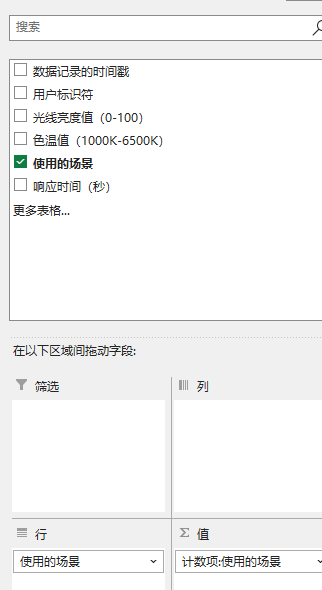 搜索
数据记录的时间戳
用户标识符
光线亮度值（0-100）
色温值（1000K-6500K）
使用的场景
响应时间（秒）
更多表格...
在以下区域间拖动字段:
筛选
列
行
值
使用的场景
计数项:使用的场景